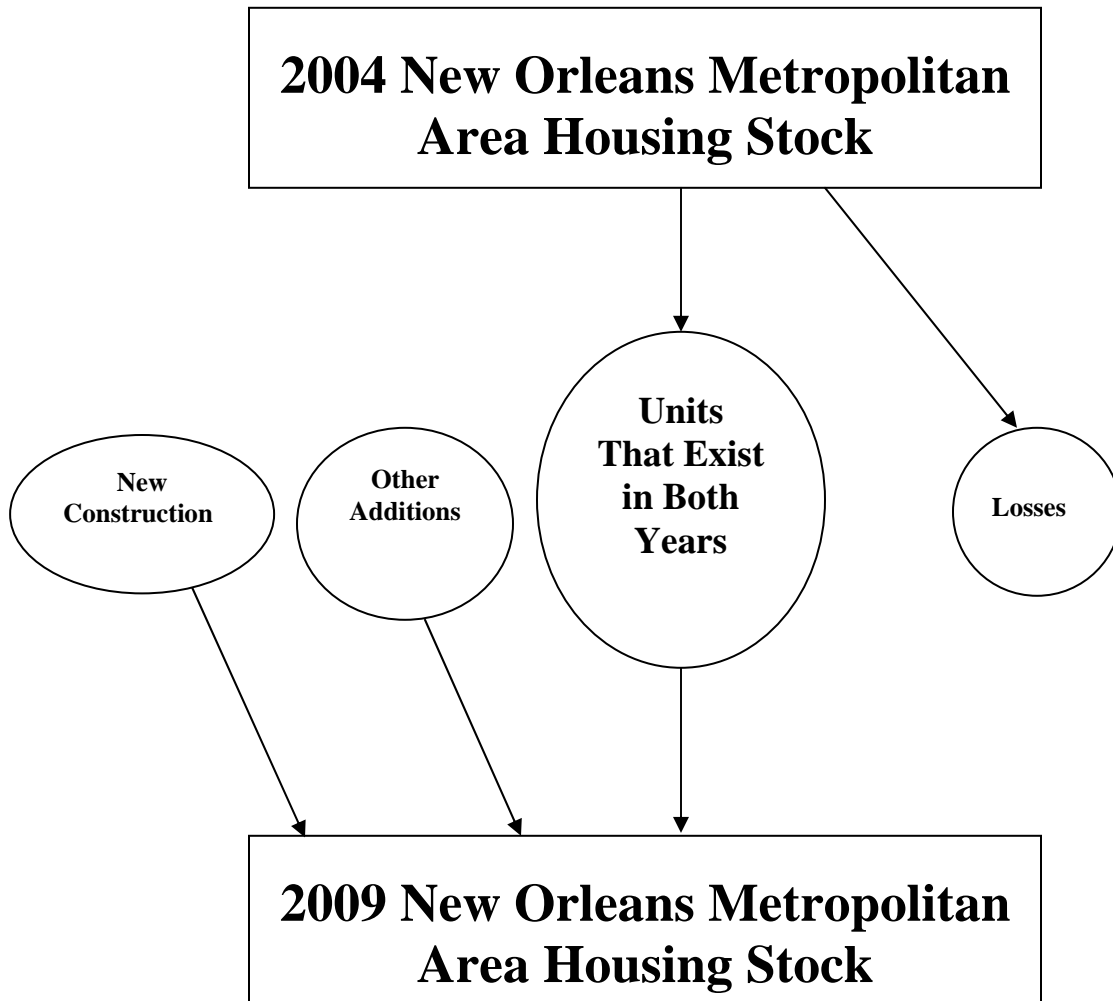 2004 New Orleans Metropolitan
Area Housing Stock
Units
That Exist
in Both
Years
New
Construction
Other
Additions
Losses
2009 New Orleans Metropolitan
Area Housing Stock